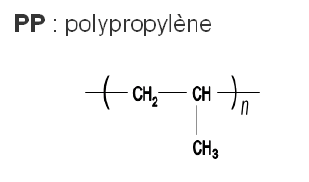 PP : polypropylène
( CH₂ — CH )n
CH₃